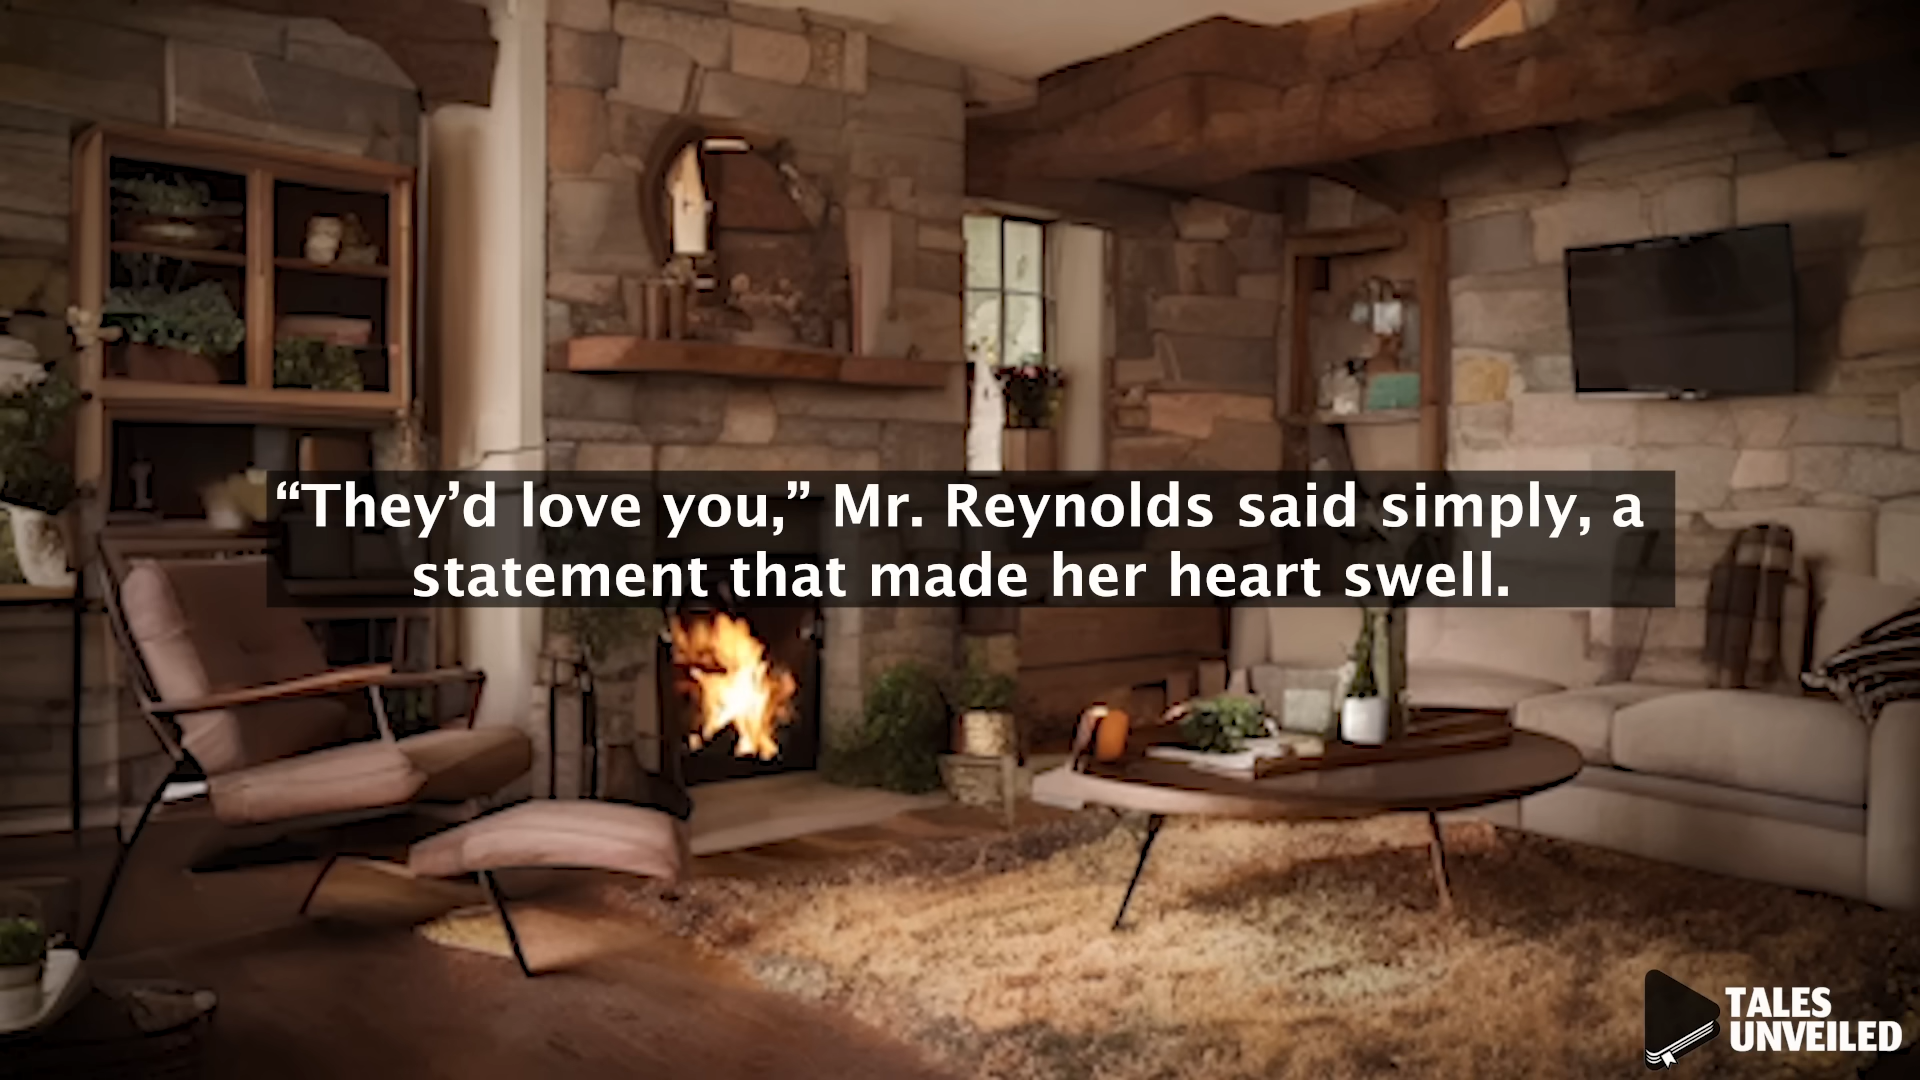 “They’d love you,” Mr. Reynolds said simply, a
statement that made her heart swell.
TALES
UNVEILED